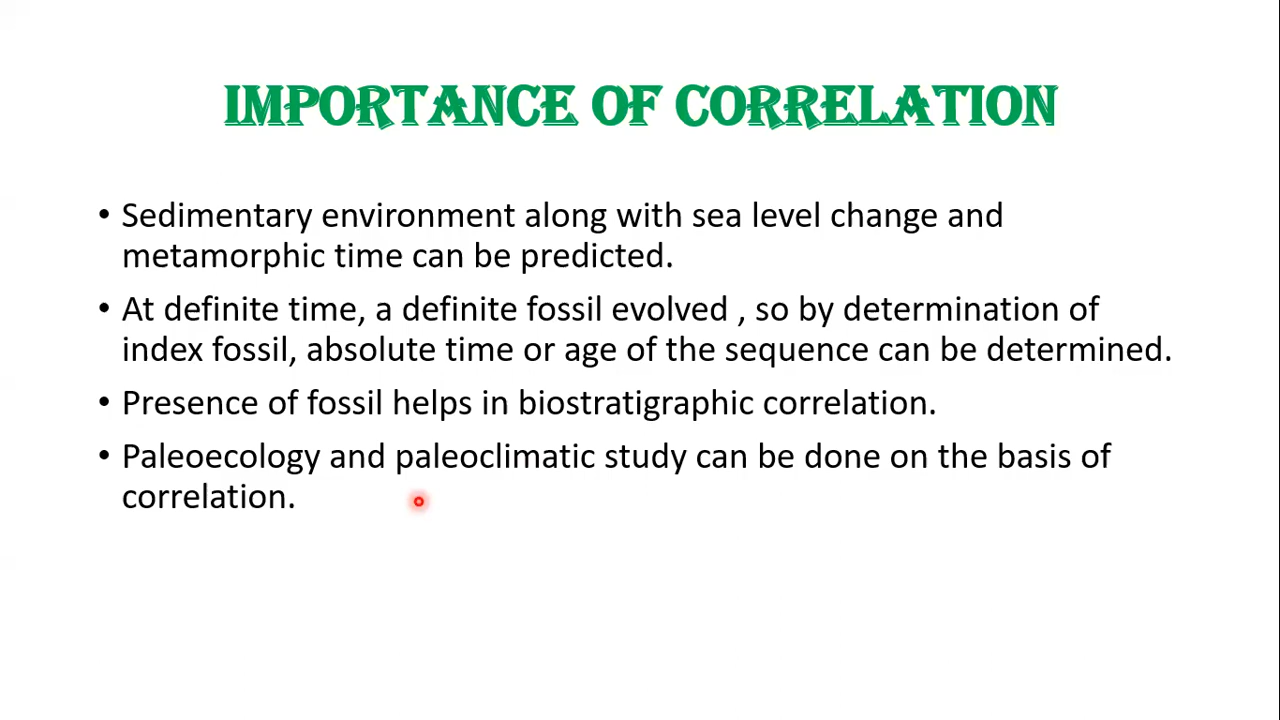 IMPORTANCE OF CORRELATION
• Sedimentary environment along with sea level change and
metamorphic time can be predicted.
• At definite time, a definite fossil evolved , so by determination of
index fossil, absolute time or age of the sequence can be determined.
• Presence of fossil helps in biostratigraphic correlation.
• Paleoecology and paleoclimatic study can be done on the basis of
correlation.